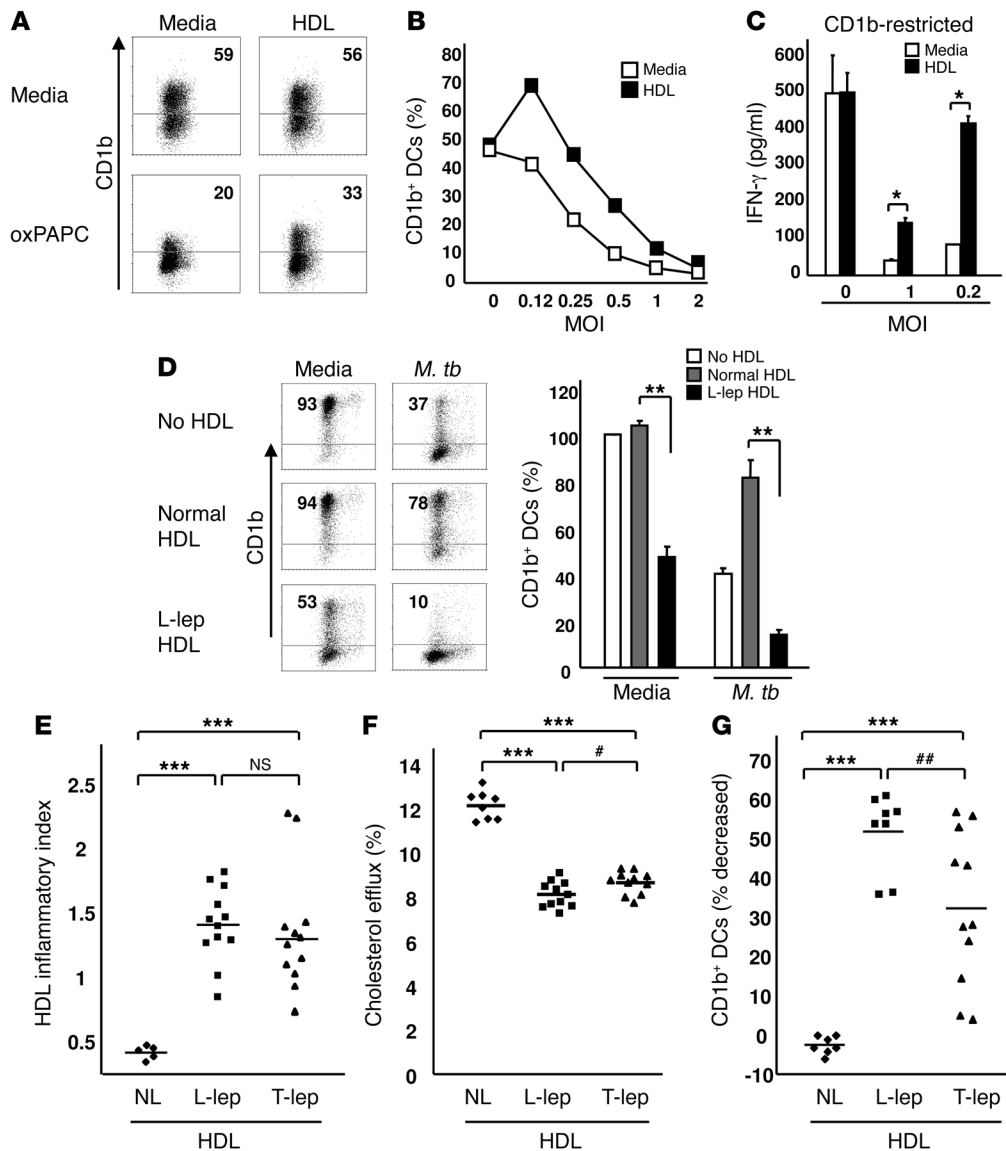 A
Media HDL
Media
59 56
oxPAPC
20 33
CD1b
B
Media
HDL
CD1b+ DCs (%)
80
70
60
50
40
30
20
10
0
0 0.12 0.25 0.5 1 2
MOI
C
CD1b-restricted
Media
HDL
IFN-γ (pg/ml)
600
500
400
300
200
100
0
* *
0 1 0.2
MOI
D
Media M. tb
No HDL
93 37
Normal
HDL
94 78
L-lep
HDL
53 10
CD1b
No HDL
Normal HDL
L-lep HDL
CD1b+ DCs (%)
120
100
80
60
40
20
0
** **
Media M. tb
E
HDL inflammatory index
***
*** NS
2.5
2
1.5
1
0.5
NL L-lep T-lep
HDL
F
Cholesterol efflux (%)
***
*** #
14
12
10
8
6
4
2
0
NL L-lep T-lep
HDL
G
CD1b+ DCs (% decreased)
***
*** ##
70
60
50
40
30
20
10
0
-10
NL L-lep T-lep
HDL